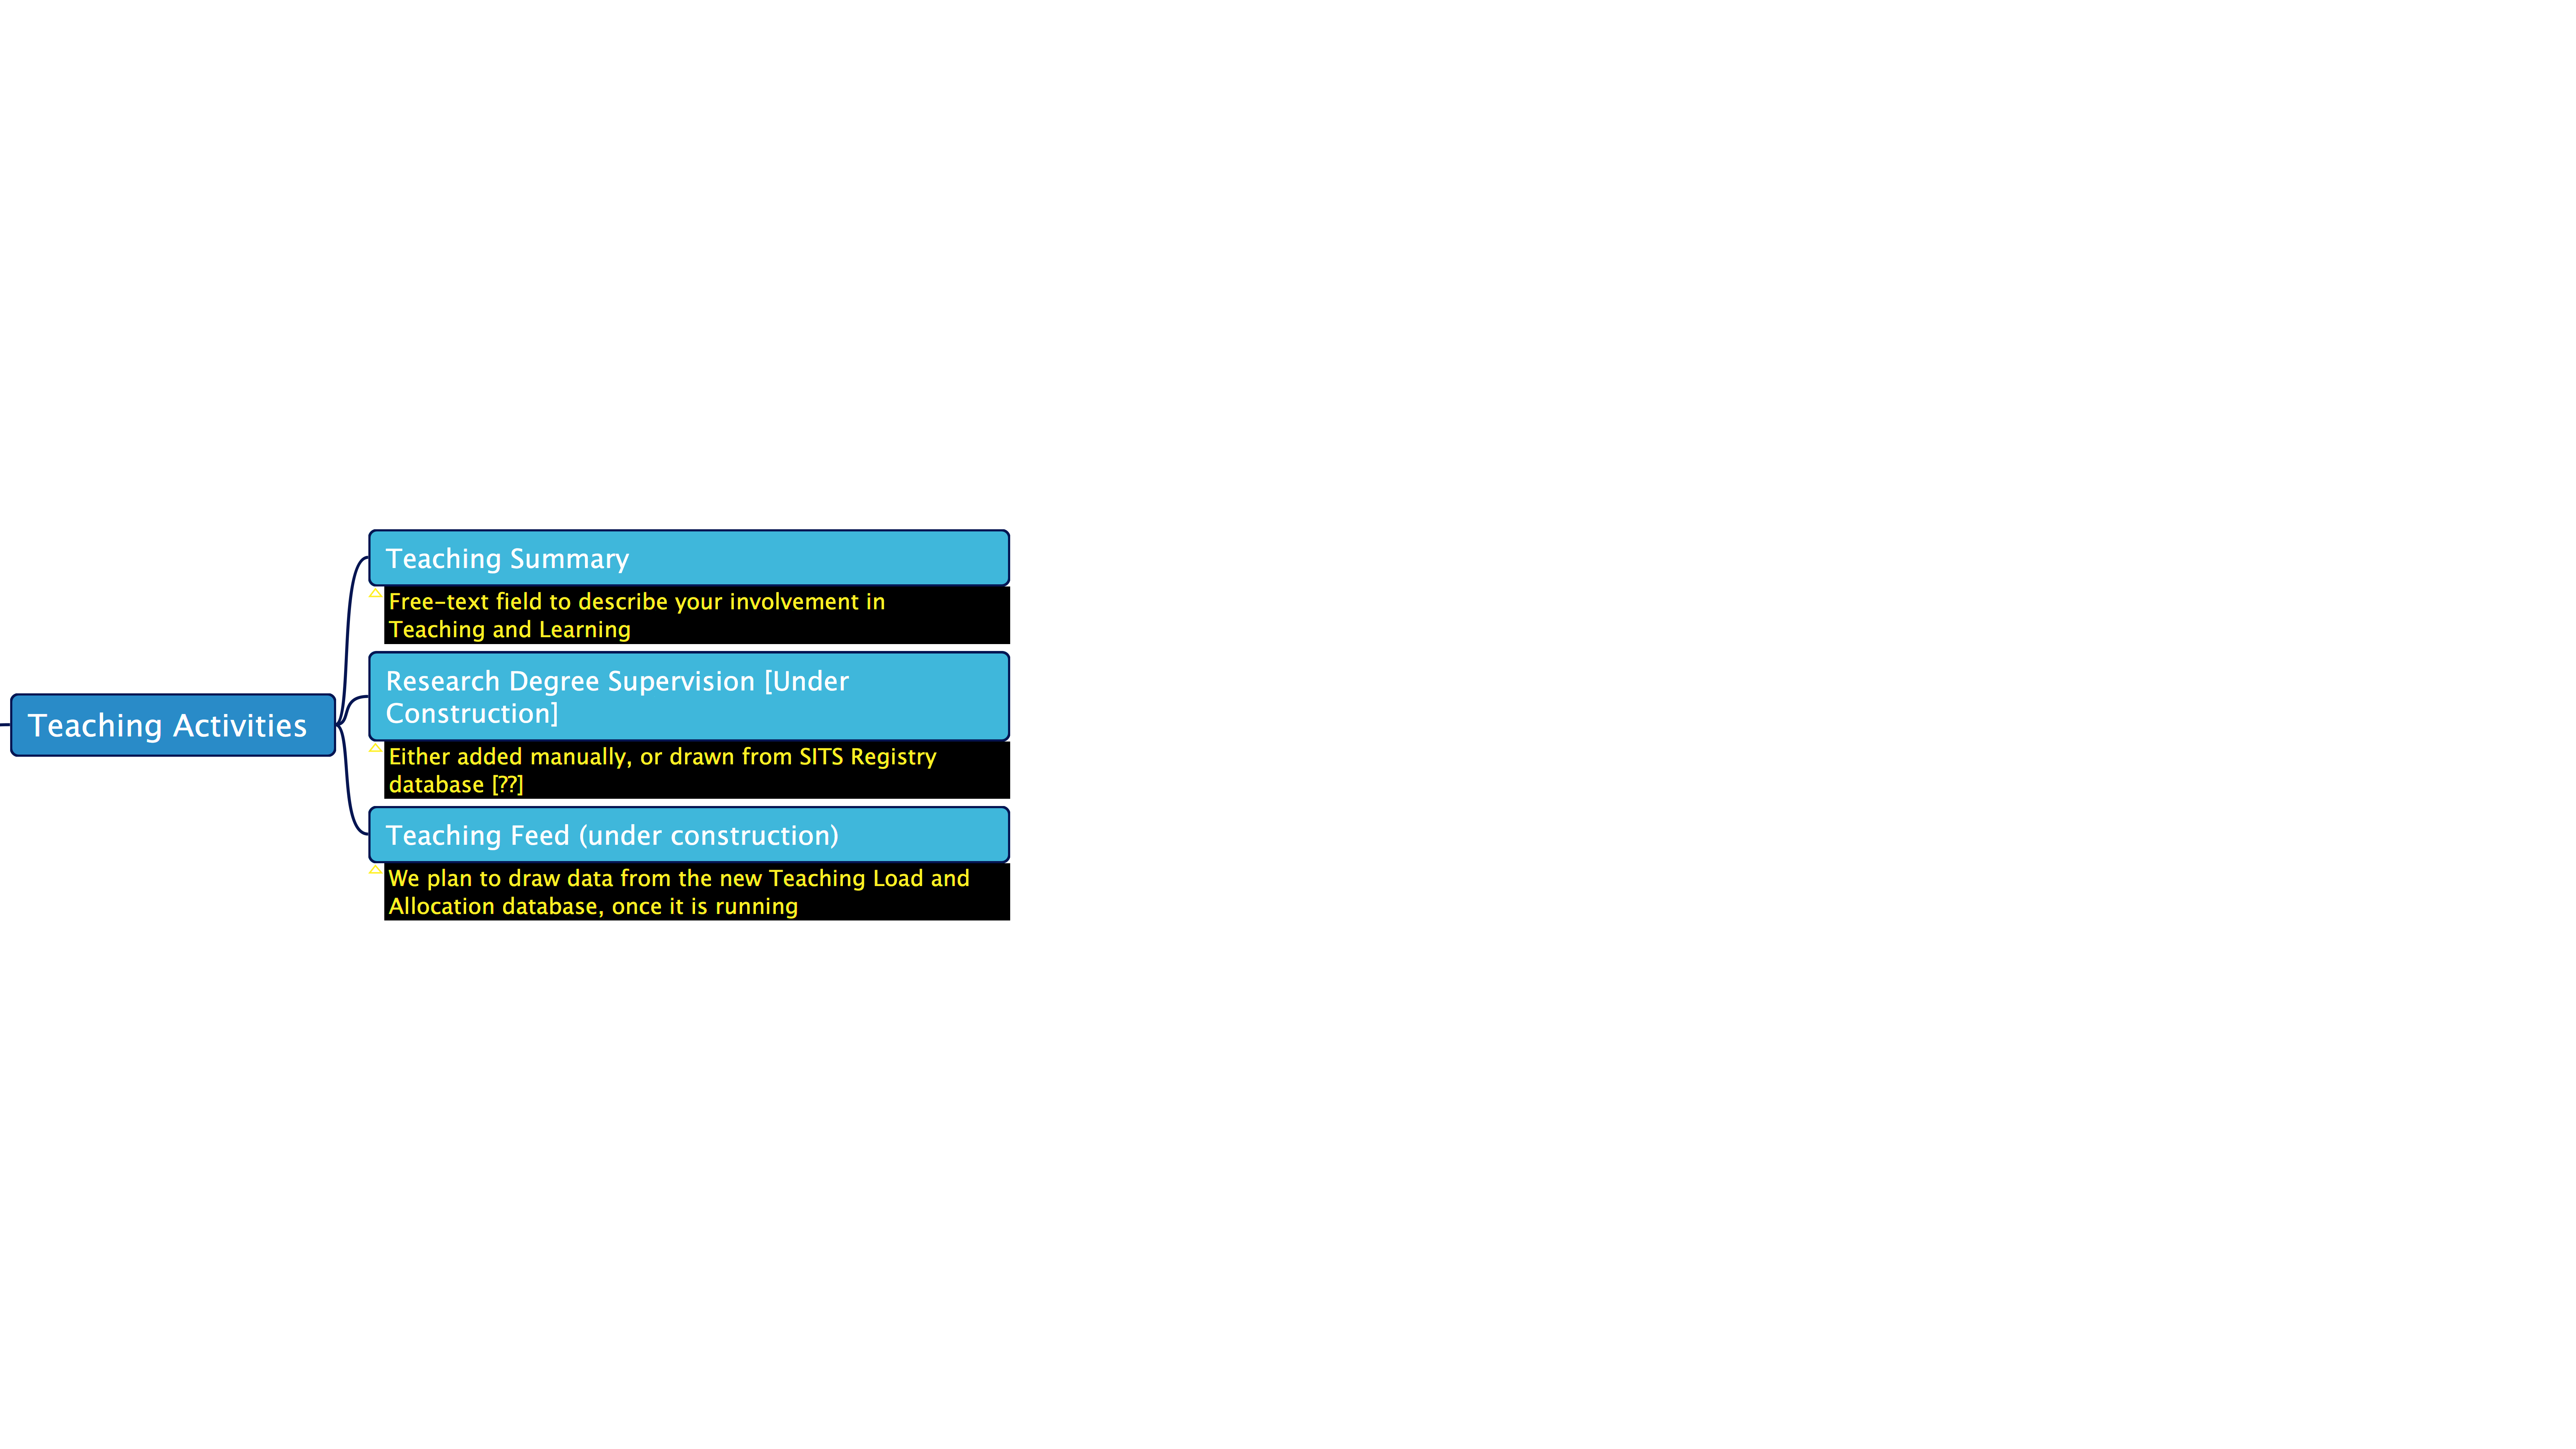 Teaching Activities
Teaching Summary
Free-text field to describe your involvement in
Teaching and Learning
Research Degree Supervision [Under
Construction]
Either added manually, or drawn from SITS Registry
database [??]
Teaching Feed (under construction)
We plan to draw data from the new Teaching Load and
Allocation database, once it is running